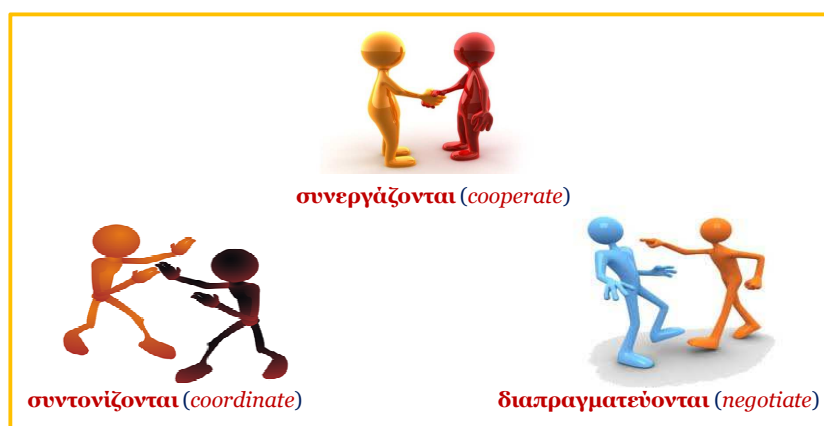 συνεργάζονται (cooperate)
συντονίζονται (coordinate)
διαπραγματεύονται (negotiate)